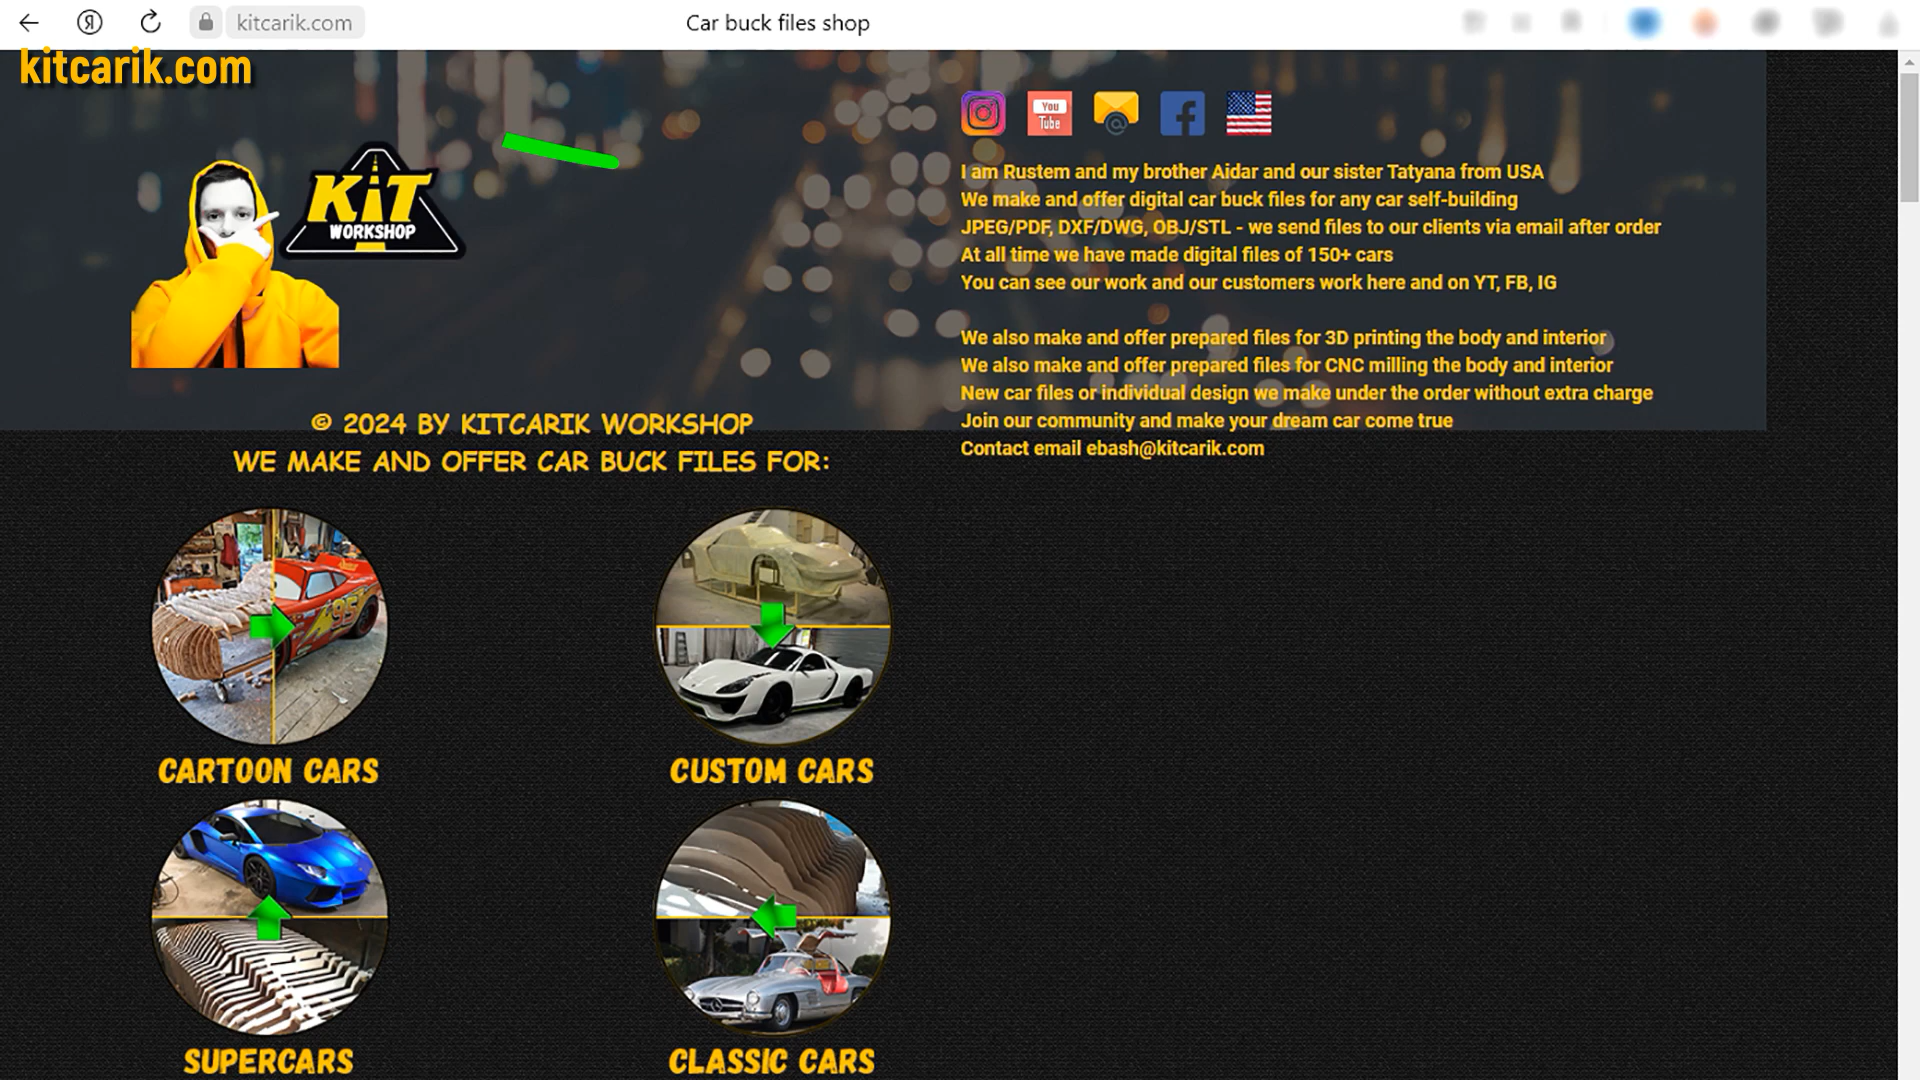 Я
kitcarik.com
Car buck files shop
kitcarik.com
You
Tube
@
f
KiT
WORKSHOP
I am Rustem and my brother Aidar and our sister Tatyana from USA
We make and offer digital car buck files for any car self-building
JPEG/PDF, DXF/DWG, OBJ/STL - we send files to our clients via email after order
At all time we have made digital files of 150+ cars
You can see our work and our customers work here and on YT, FB, IG
We also make and offer prepared files for 3D printing the body and interior
We also make and offer prepared files for CNC milling the body and interior
New car files or individual design we make under the order without extra charge
Join our community and make your dream car come true
Contact email ebash@kitcarik.com
© 2024 BY KITCARIK WORKSHOP
WE MAKE AND OFFER CAR BUCK FILES FOR:
95
CARTOON CARS
CUSTOM CARS
SUPERCARS
CLASSIC CARS